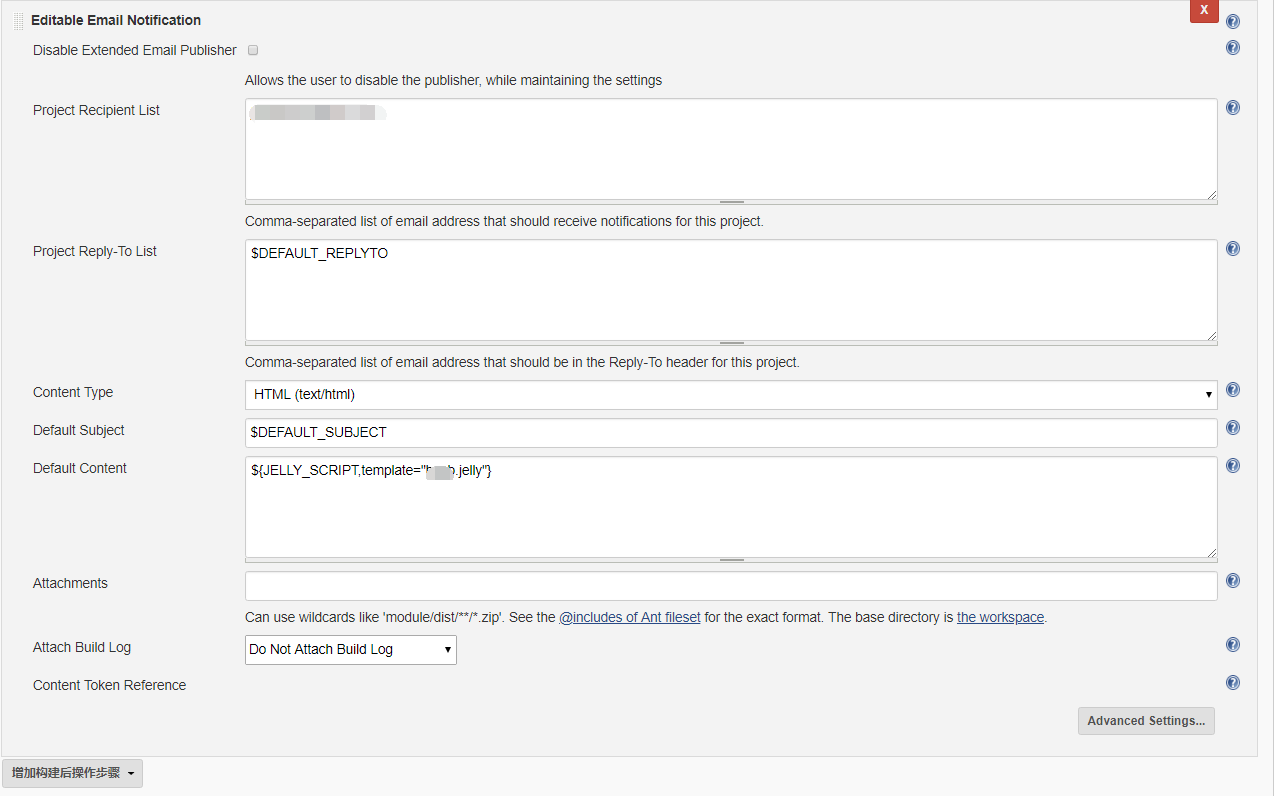 Editable Email Notification
X
Disable Extended Email Publisher
Allows the user to disable the publisher, while maintaining the settings
Project Recipient List
Comma-separated list of email address that should receive notifications for this project.
Project Reply-To List
$DEFAULT_REPLYTO
Comma-separated list of email address that should be in the Reply-To header for this project.
Content Type
HTML (text/html)
Default Subject
$DEFAULT_SUBJECT
Default Content
${JELLY_SCRIPT,template=" .jelly"}
Attachments
Can use wildcards like 'module/dist/**/*.zip'. See the @includes of Ant fileset for the exact format. The base directory is the workspace.
Attach Build Log
Do Not Attach Build Log
Content Token Reference
Advanced Settings...
增加构建后操作步骤